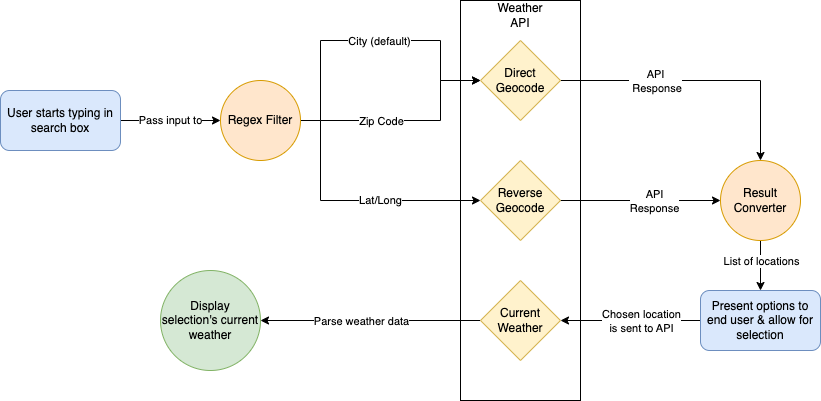 Weather
API
City (default)
Direct
Geocode
API
Response
User starts typing in
search box
Pass input to
Regex Filter
Zip Code
Lat/Long
Reverse
Geocode
API
Response
Result
Converter
List of locations
Display
selection's current
weather
Parse weather data
Current
Weather
Chosen location
is sent to API
Present options to
end user & allow for
selection